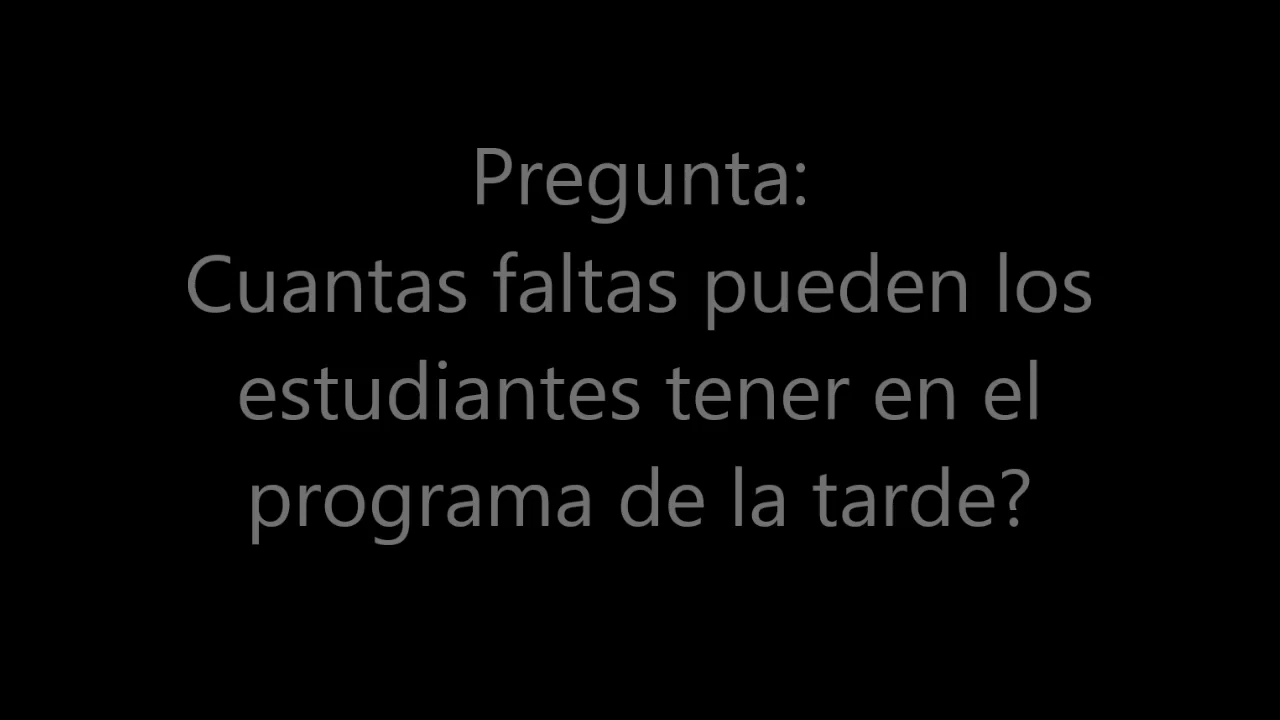 Pregunta:
Cuantas faltas pueden los
estudiantes tener en el
programa de la tarde?